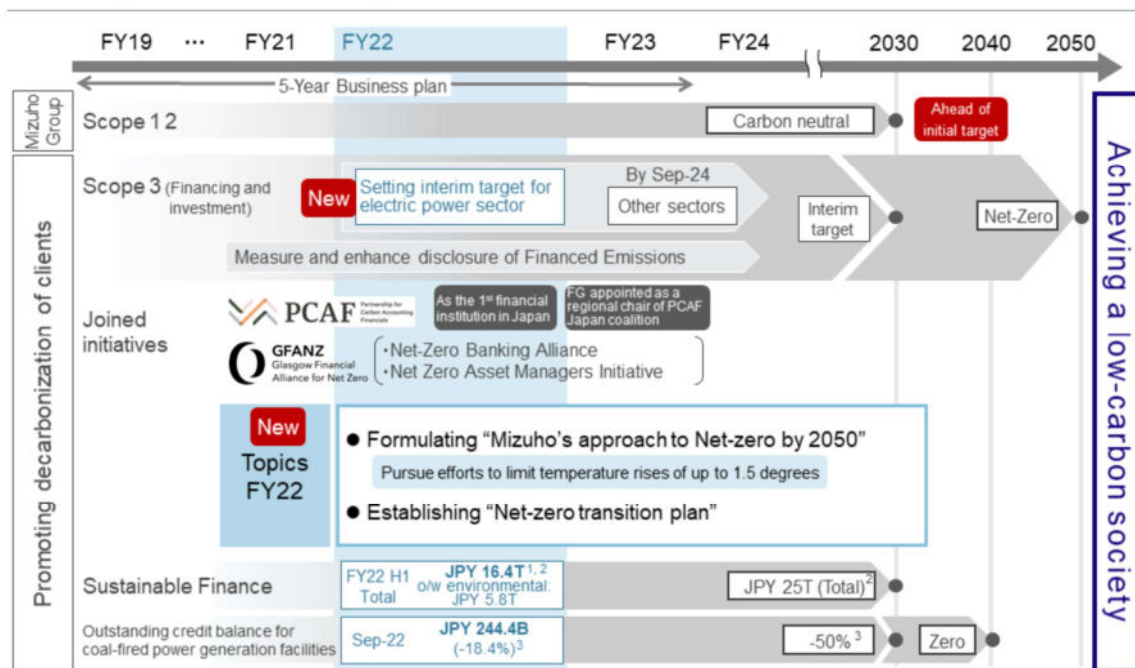 FY19 ... FY21 FY22 FY23 FY24 2030 2040 2050
5-Year Business plan
Mizuho
Group
Scope 1 2
Carbon neutral
Ahead of
initial target
Achieving a low-carbon society
Promoting decarbonization of clients
Scope 3 (Financing and
investment)
New
Setting interim target for
electric power sector
By Sep-24
Other sectors
Interim
target
Net-Zero
Measure and enhance disclosure of Financed Emissions
Joined
initiatives
PCAF
Partnership for
Carbon Accounting
Financials
As the 1st financial
institution in Japan
FG appointed as a
regional chair of PCAF
Japan coalition
GFANZ
Glasgow Financial
Alliance for Net Zero
・Net-Zero Banking Alliance
・Net Zero Asset Managers Initiative
New
Topics
FY22
● Formulating “Mizuho's approach to Net-zero by 2050”
Pursue efforts to limit temperature rises of up to 1.5 degrees
● Establishing “Net-zero transition plan”
Sustainable Finance
FY22 H1
Total
JPY 16.4T1, 2
o/w environmental:
JPY 5.8T
JPY 25T (Total)2
Outstanding credit balance for
coal-fired power generation facilities
Sep-22
JPY 244.4B
(-18.4%)3
-50% 3
Zero